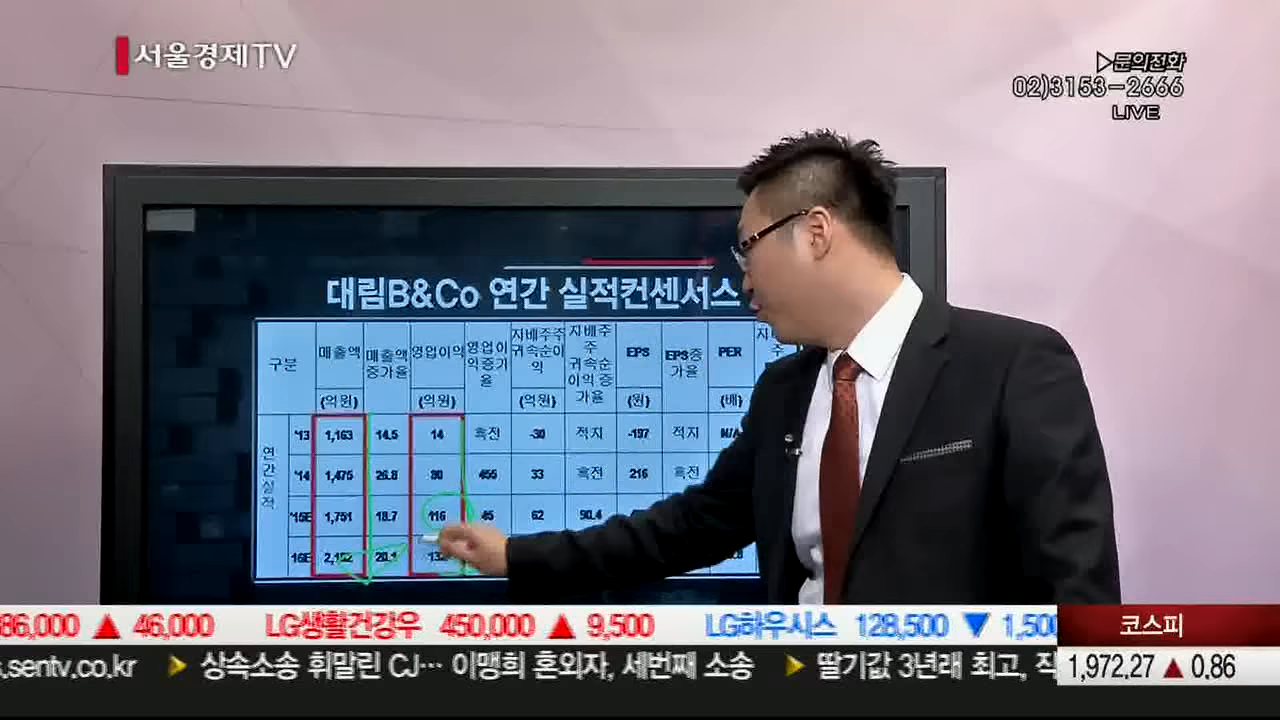 서울경제TV
▷문의전화
02)3153-2666
LIVE
대림B&Co 연간 실적컨센서스
구분 매출액 매출액증가율 영업이익 영업이익증가율 지배주주귀속순이익 지배주주귀속순이익증가율 EPS EPS증가율 PER
(억원) (억원) (억원) (원) (배)
연간실적
'13 1,163 14.5 14 흑전 -30 적지 -197 적지 N/A
'14 1,475 26.8 80 455 33 흑전 216 흑전
'15E 1,751 18.7 116 45 62 90.4
16E 20.1
86,000 ▲ 46,000 LG생활건강우 450,000 ▲ 9,500 LG하우시스 128,500 ▼ 1,500
코스피
.sentv.co.kr ▶ 상속소송 휘말린 CJ… 이맹희 혼외자, 세번째 소송 ▶ 딸기값 3년래 최고, 직
1,972.27 ▲ 0.86